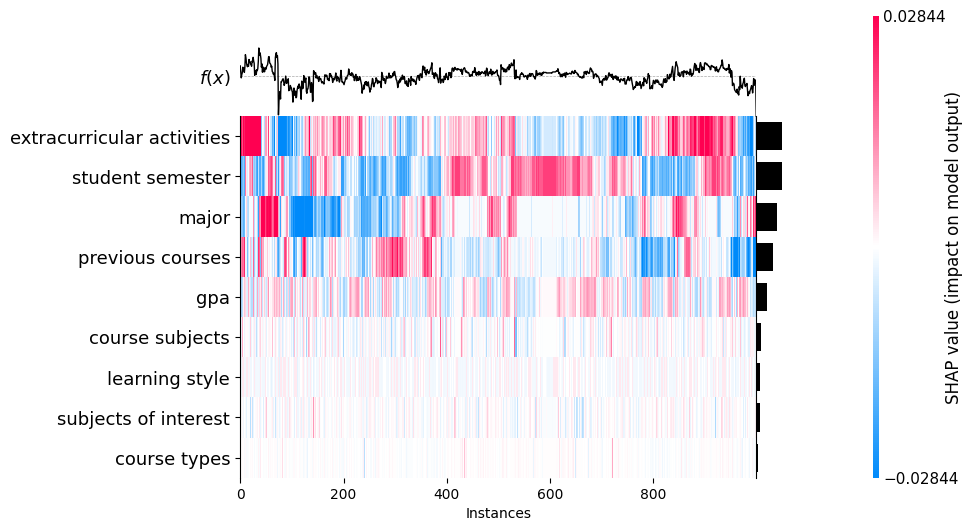 0.02844
f(x)
extracurricular activities
student semester
major
previous courses
gpa
course subjects
learning style
subjects of interest
course types
−0.02844
0 200 400 600 800
Instances
SHAP value (impact on model output)